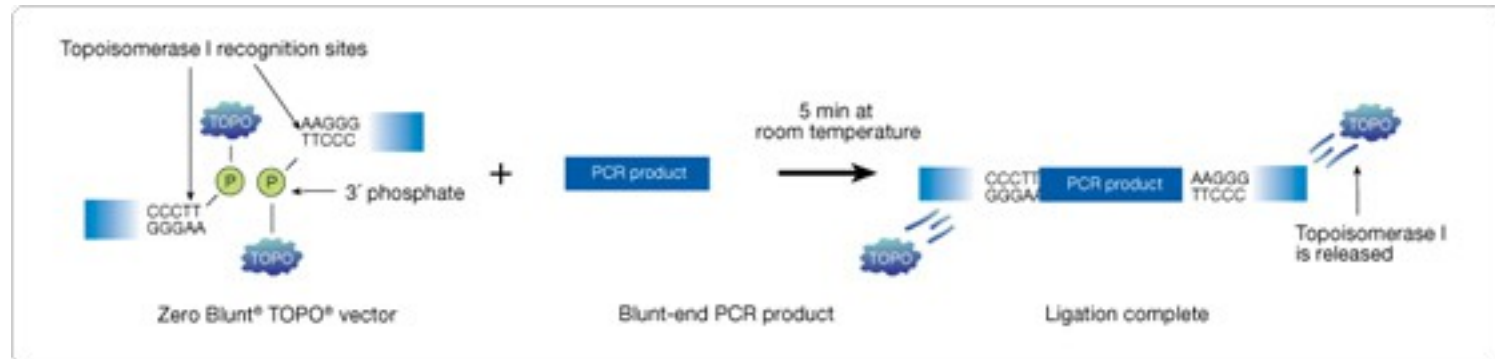 Topoisomerase I recognition sites
TOPO
AAGGG
TTCCC
P
P
3´ phosphate
CCCTT
GGGAA
TOPO
Zero Blunt® TOPO® vector
+
PCR product
Blunt-end PCR product
5 min at
room temperature
TOPO
CCCTT
GGGAA
PCR product
AAGGG
TTCCC
TOPO
Topoisomerase I
is released
Ligation complete